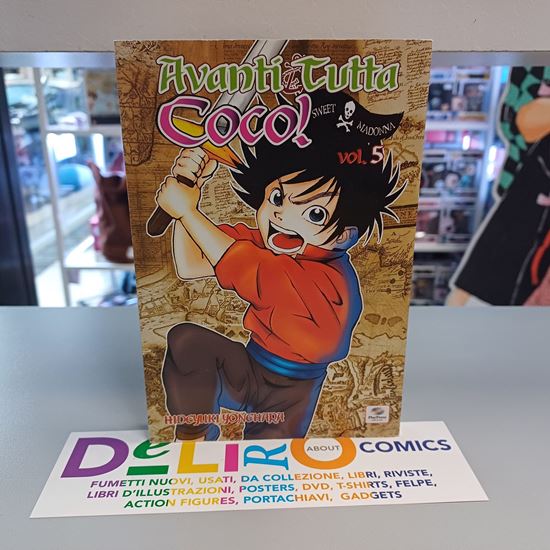 Avanti Tutta
Coco!
SWEET MADONNA
vol. 5
HIDEYUKI YONEHARA
DeLiRO ABOUT COMICS
FUMETTI NUOVI, USATI, DA COLLEZIONE, LIBRI, RIVISTE,
LIBRI D'ILLUSTRAZIONI, POSTERS, DVD, T-SHIRTS, FELPE,
ACTION FIGURES, PORTACHIAVI, GADGETS